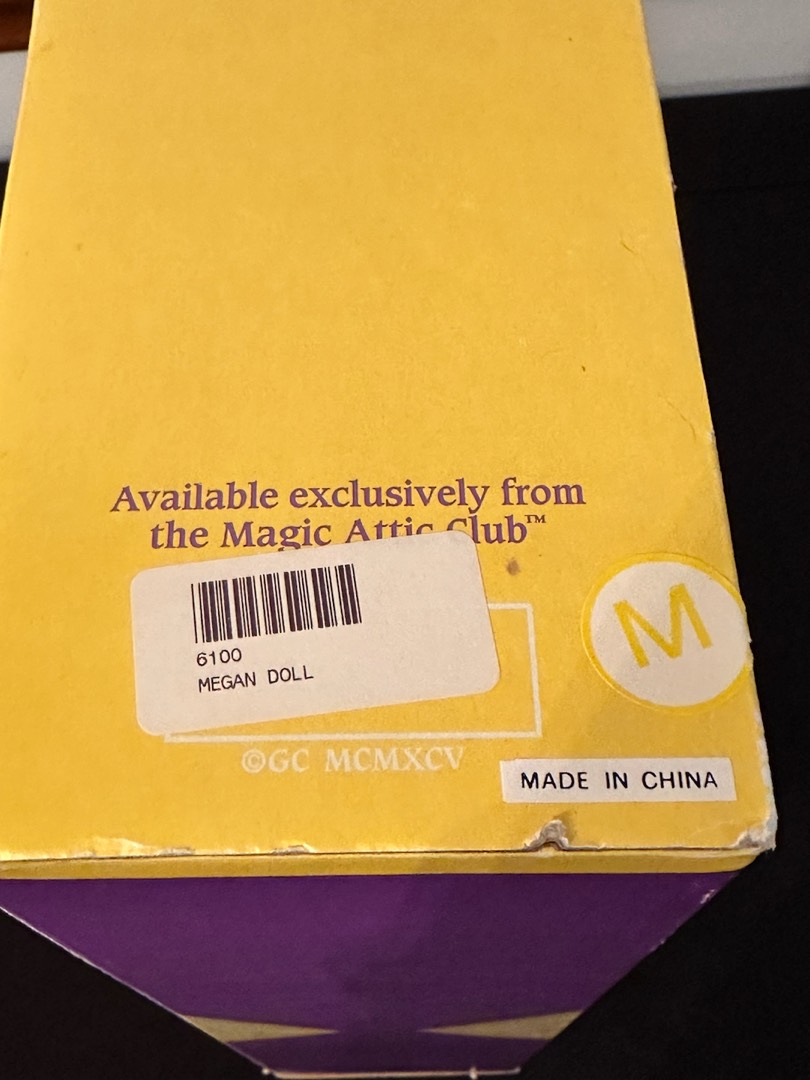 Available exclusively from
the Magic Attic Club™
6100
MEGAN DOLL
M
©GC MCMXCV
MADE IN CHINA